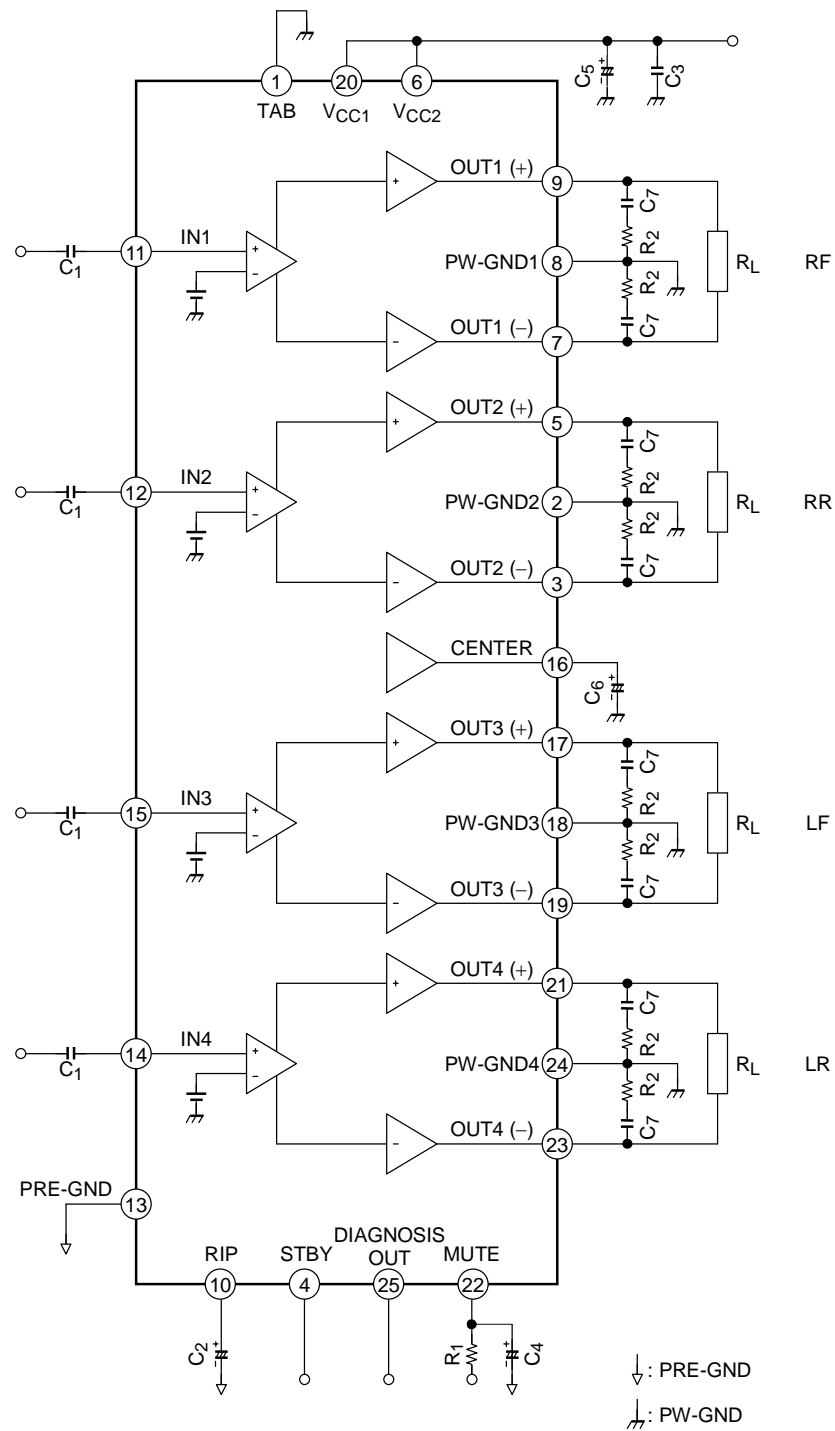 C5 -+
C3
1 20 6
TAB VCC1 VCC2
OUT1 (+) 9
+
C7
R2
C1 11 IN1
+
−
PW-GND1 8
RL RF
R2
C7
−
OUT1 (−) 7
OUT2 (+) 5
+
C7
R2
C1 12 IN2
+
−
PW-GND2 2
RL RR
R2
C7
−
OUT2 (−) 3
CENTER 16
C6 -+
OUT3 (+) 17
+
C7
R2
C1 15 IN3
+
−
PW-GND3 18
RL LF
R2
C7
−
OUT3 (−) 19
OUT4 (+) 21
+
C7
R2
C1 14 IN4
+
−
PW-GND4 24
RL LR
R2
C7
−
OUT4 (−) 23
PRE-GND 13
RIP STBY DIAGNOSIS OUT MUTE
10 4 25 22
C2 -+
R1
-+ C4
: PRE-GND
: PW-GND